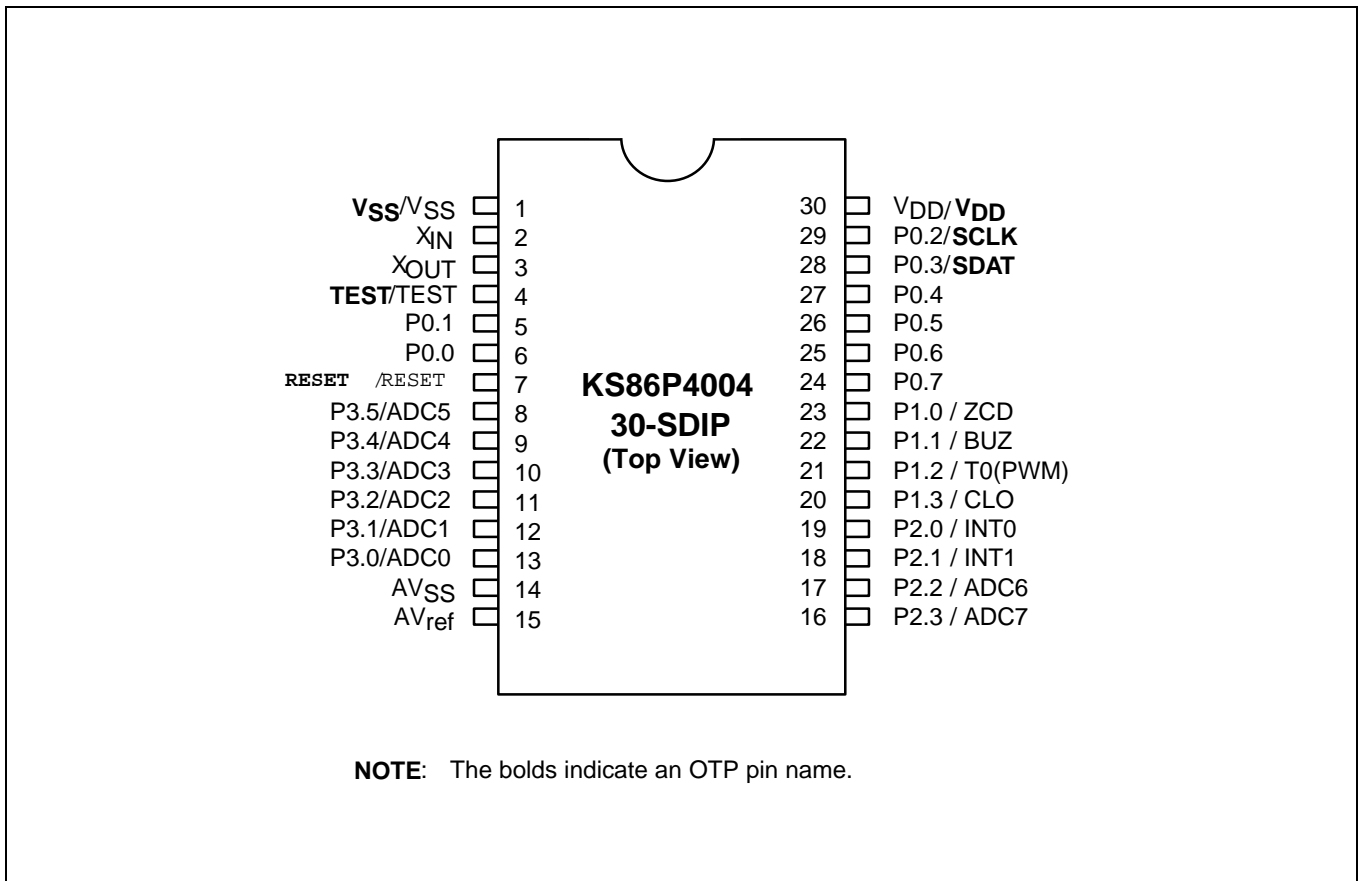 VSS/VSS 1 30 VDD/VDD
XIN 2 29 P0.2/SCLK
XOUT 3 28 P0.3/SDAT
TEST/TEST 4 27 P0.4
P0.1 5 26 P0.5
P0.0 6 25 P0.6
RESET /RESET 7 24 P0.7
P3.5/ADC5 8 23 P1.0 / ZCD
P3.4/ADC4 9 22 P1.1 / BUZ
P3.3/ADC3 10 21 P1.2 / T0(PWM)
P3.2/ADC2 11 20 P1.3 / CLO
P3.1/ADC1 12 19 P2.0 / INT0
P3.0/ADC0 13 18 P2.1 / INT1
AVSS 14 17 P2.2 / ADC6
AVref 15 16 P2.3 / ADC7
KS86P4004
30-SDIP
(Top View)
NOTE: The bolds indicate an OTP pin name.